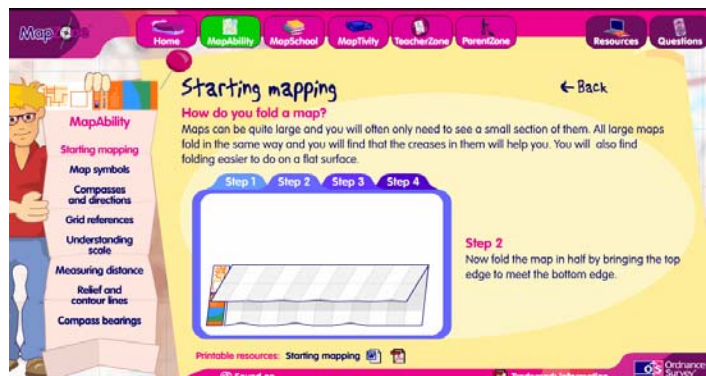 Map
Home
MapAbility
MapSchool
MapTivity
TeacherZone
ParentZone
Resources
Questions
Starting mapping
← Back
How do you fold a map?
Maps can be quite large and you will often only need to see a small section of them. All large maps
fold in the same way and you will find that the creases in them will help you. You will also find
folding easier to do on a flat surface.
MapAbility
Starting mapping
Map symbols
Compasses
and directions
Grid references
Understanding
scale
Measuring distance
Relief and
contour lines
Compass bearings
Step 1
Step 2
Step 3
Step 4
Step 2
Now fold the map in half by bringing the top
edge to meet the bottom edge.
Printable resources: Starting mapping
Sound on
Trademark information
Ordnance
Survey